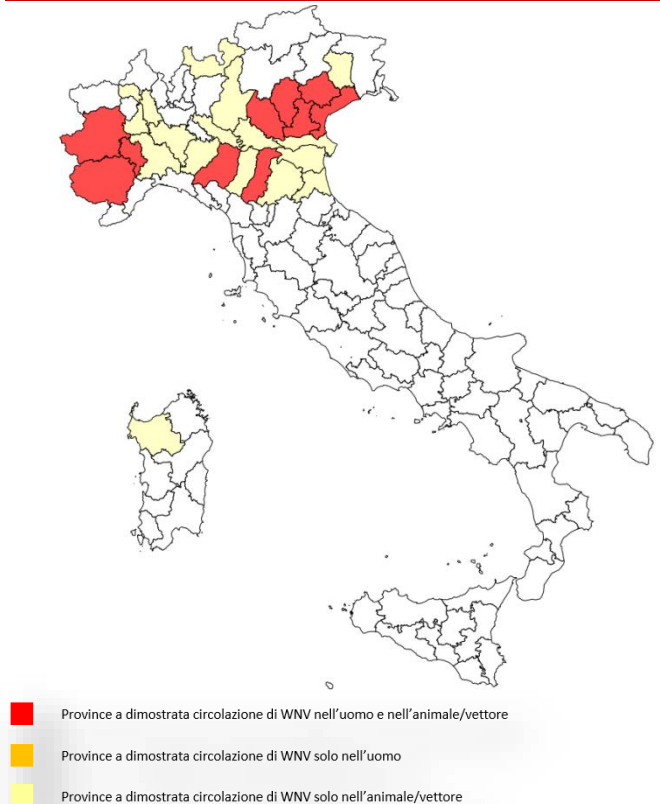 Province a dimostrata circolazione di WNV nell’uomo e nell’animale/vettore
Province a dimostrata circolazione di WNV solo nell’uomo
Province a dimostrata circolazione di WNV solo nell’animale/vettore